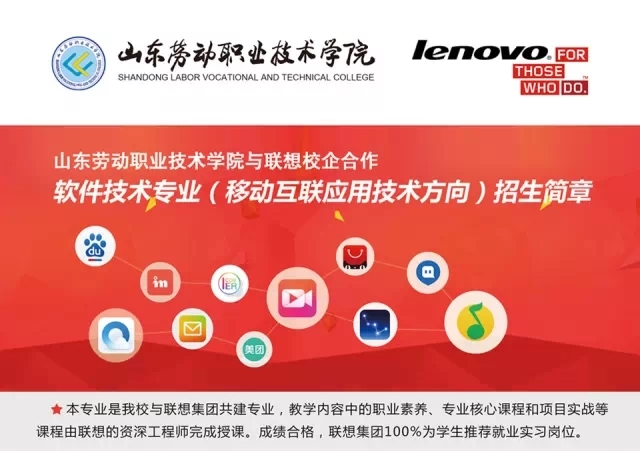 山东劳动职业技术学院
SHANDONG LABOR VOCATIONAL AND TECHNICAL COLLEGE
lenovo FOR THOSE WHO DO.
山东劳动职业技术学院与联想校企合作
软件技术专业（移动互联应用技术方向）招生简章
du
in
美团
★ 本专业是我校与联想集团共建专业，教学内容中的职业素养、专业核心课程和项目实战等
课程由联想的资深工程师完成授课。成绩合格，联想集团100%为学生推荐就业实习岗位。